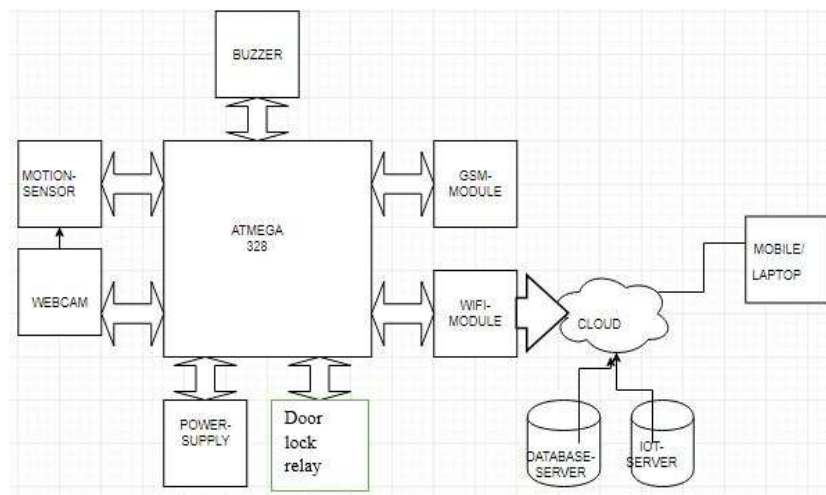 BUZZER
MOTION-
SENSOR
ATMEGA
328
GSM-
MODULE
WEBCAM
WIFI-
MODULE
CLOUD
MOBILE/
LAPTOP
POWER-
SUPPLY
Door
lock
relay
DATABASE-
SERVER
IOT-
SERVER